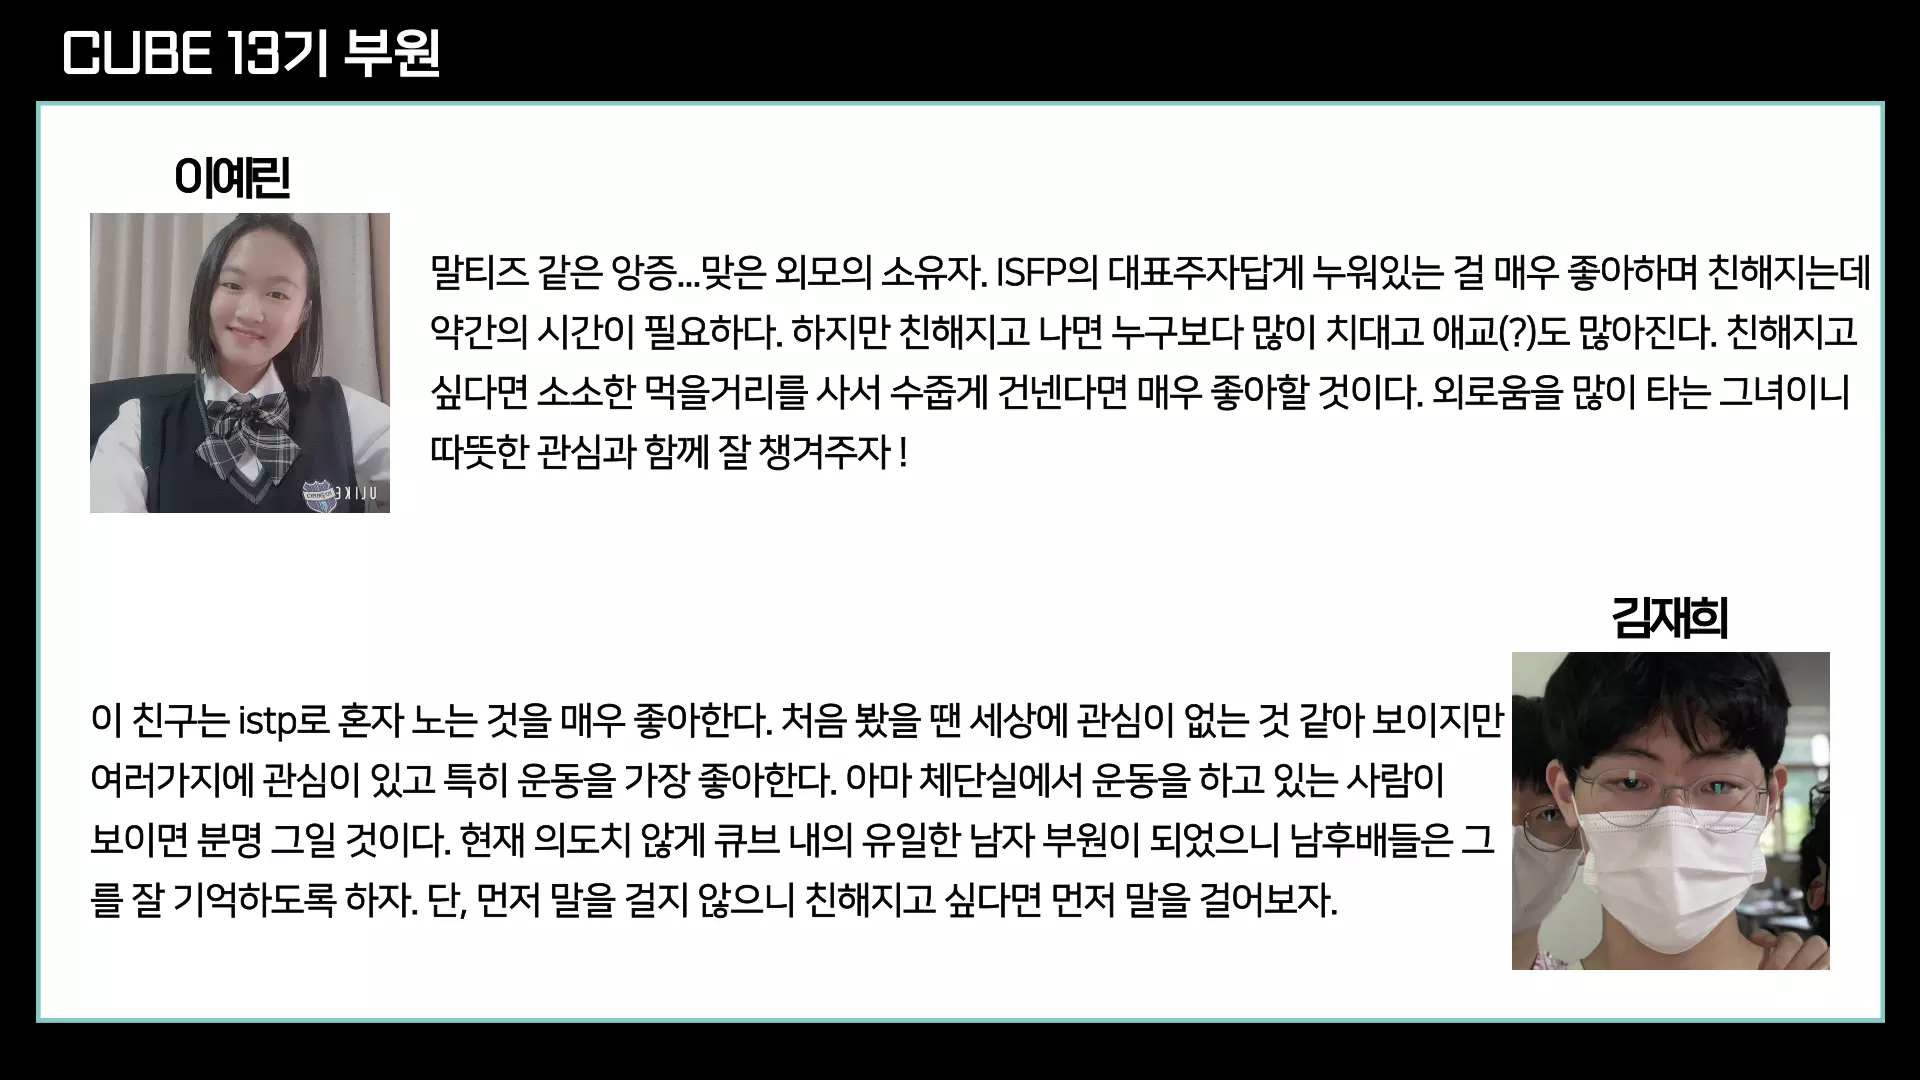 CUBE 13기 부원
이예린
말티즈 같은 앙증...맞은 외모의 소유자. ISFP의 대표주자답게 누워있는 걸 매우 좋아하며 친해지는데
약간의 시간이 필요하다. 하지만 친해지고 나면 누구보다 많이 치대고 애교(?)도 많아진다. 친해지고
싶다면 소소한 먹을거리를 사서 수줍게 건넨다면 매우 좋아할 것이다. 외로움을 많이 타는 그녀이니
따뜻한 관심과 함께 잘 챙겨주자 !
ULIKE
김재희
이 친구는 istp로 혼자 노는 것을 매우 좋아한다. 처음 봤을 땐 세상에 관심이 없는 것 같아 보이지만
여러가지에 관심이 있고 특히 운동을 가장 좋아한다. 아마 체단실에서 운동을 하고 있는 사람이
보이면 분명 그일 것이다. 현재 의도치 않게 큐브 내의 유일한 남자 부원이 되었으니 남후배들은 그
를 잘 기억하도록 하자. 단, 먼저 말을 걸지 않으니 친해지고 싶다면 먼저 말을 걸어보자.